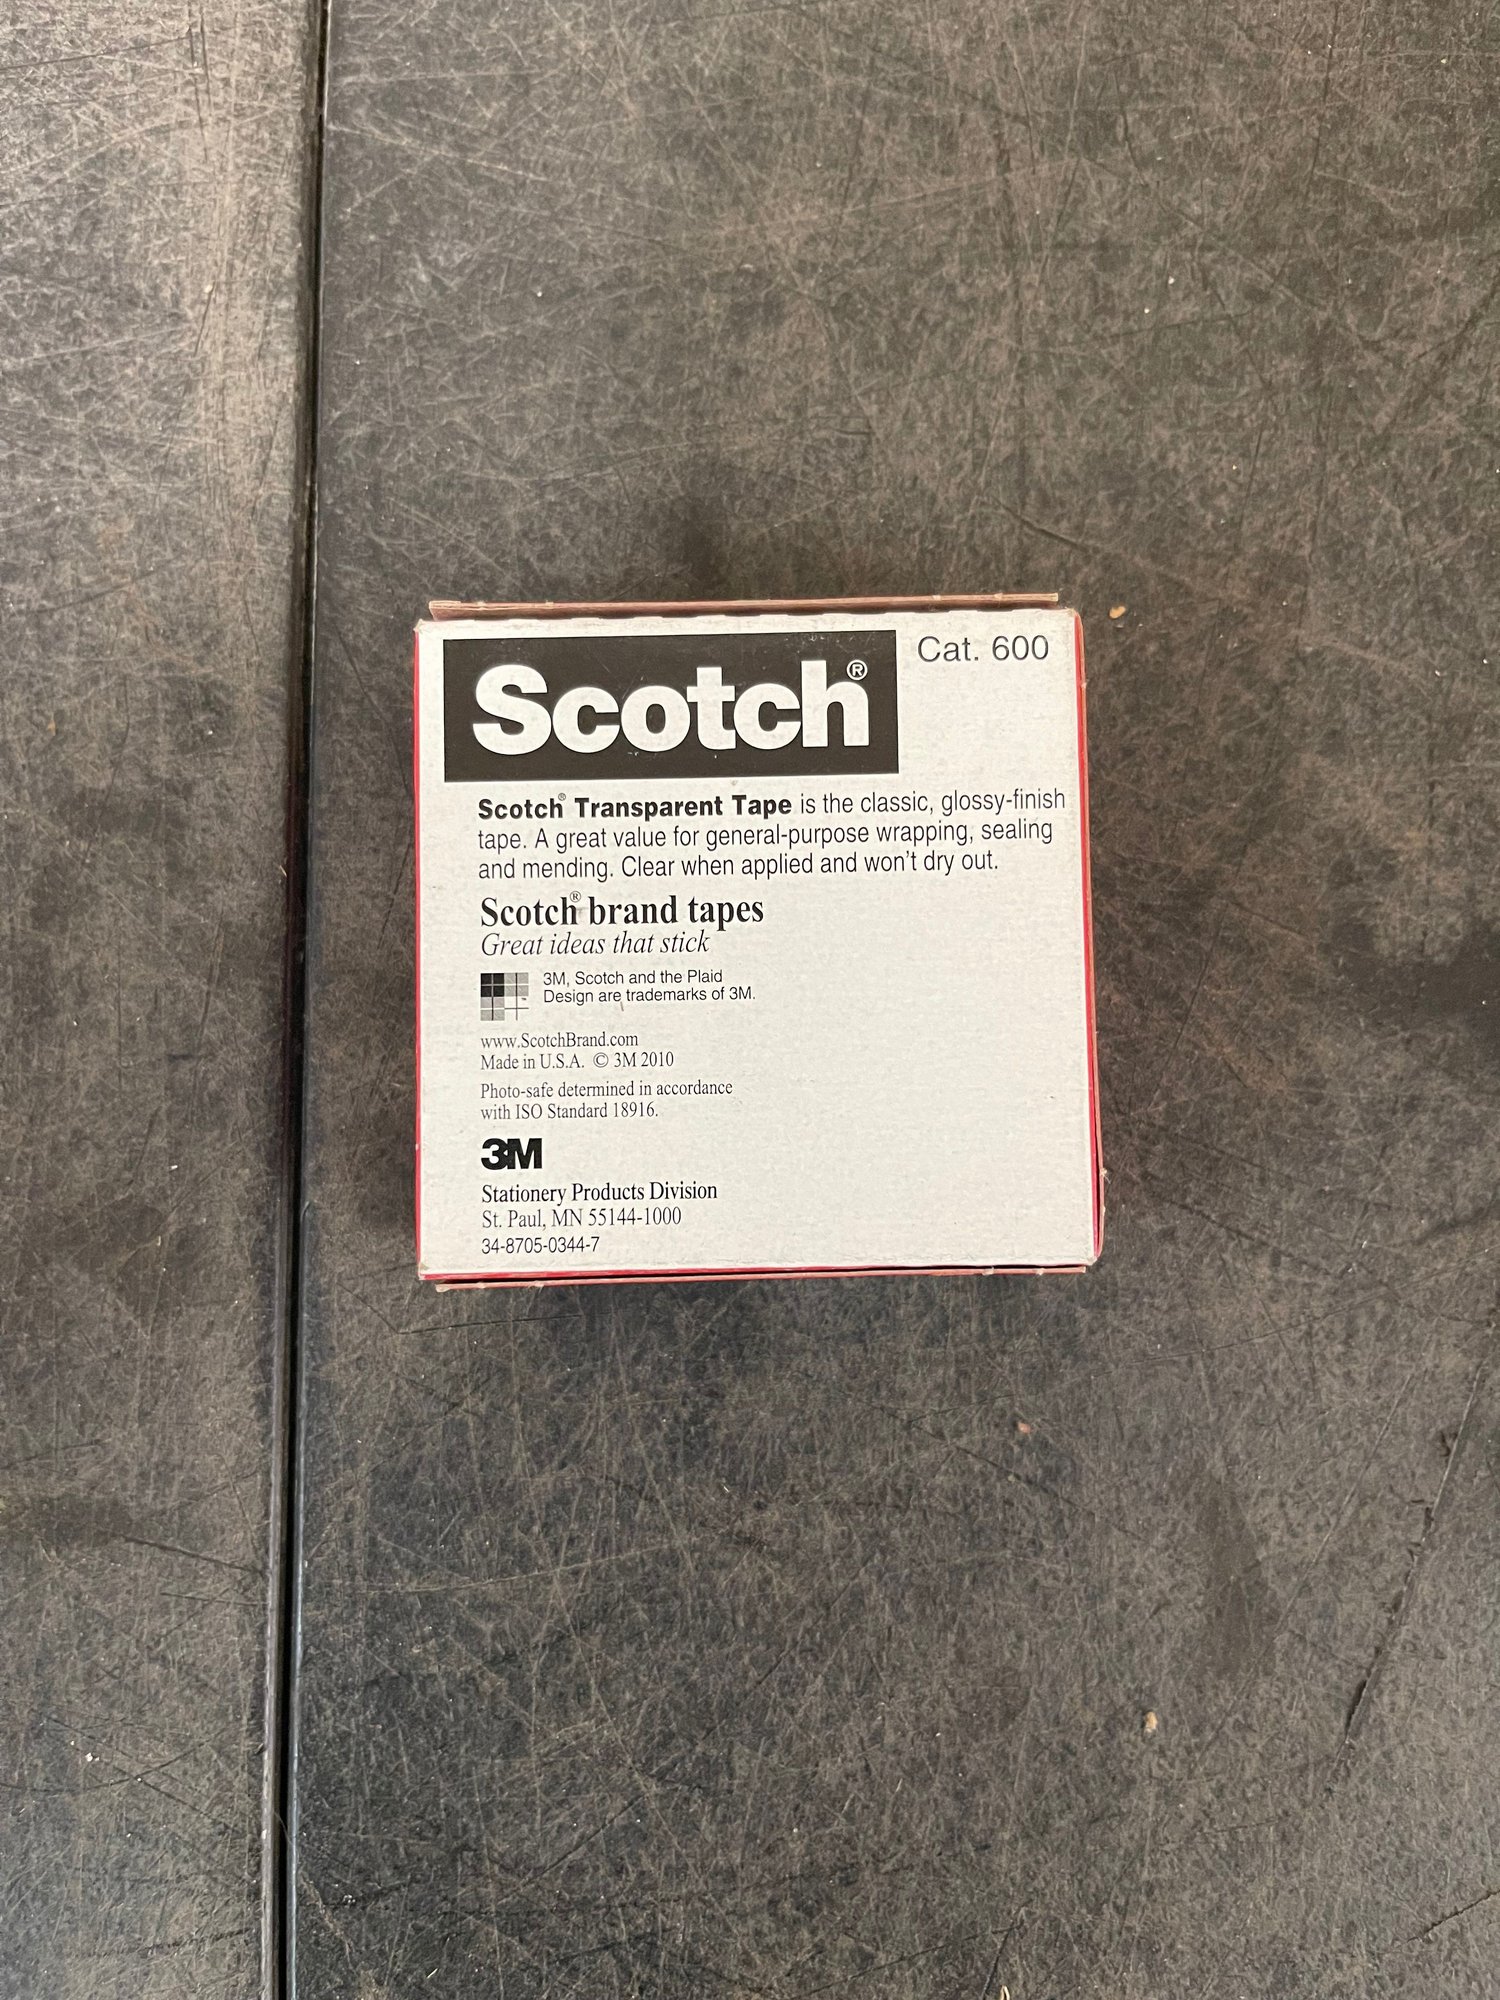 Scotch®
Cat. 600
Scotch® Transparent Tape is the classic, glossy-finish
tape. A great value for general-purpose wrapping, sealing
and mending. Clear when applied and won't dry out.
Scotch® brand tapes
Great ideas that stick
3M, Scotch and the Plaid
Design are trademarks of 3M.
™
www.ScotchBrand.com
Made in U.S.A. © 3M 2010
Photo-safe determined in accordance
with ISO Standard 18916.
3M
Stationery Products Division
St. Paul, MN 55144-1000
34-8705-0344-7